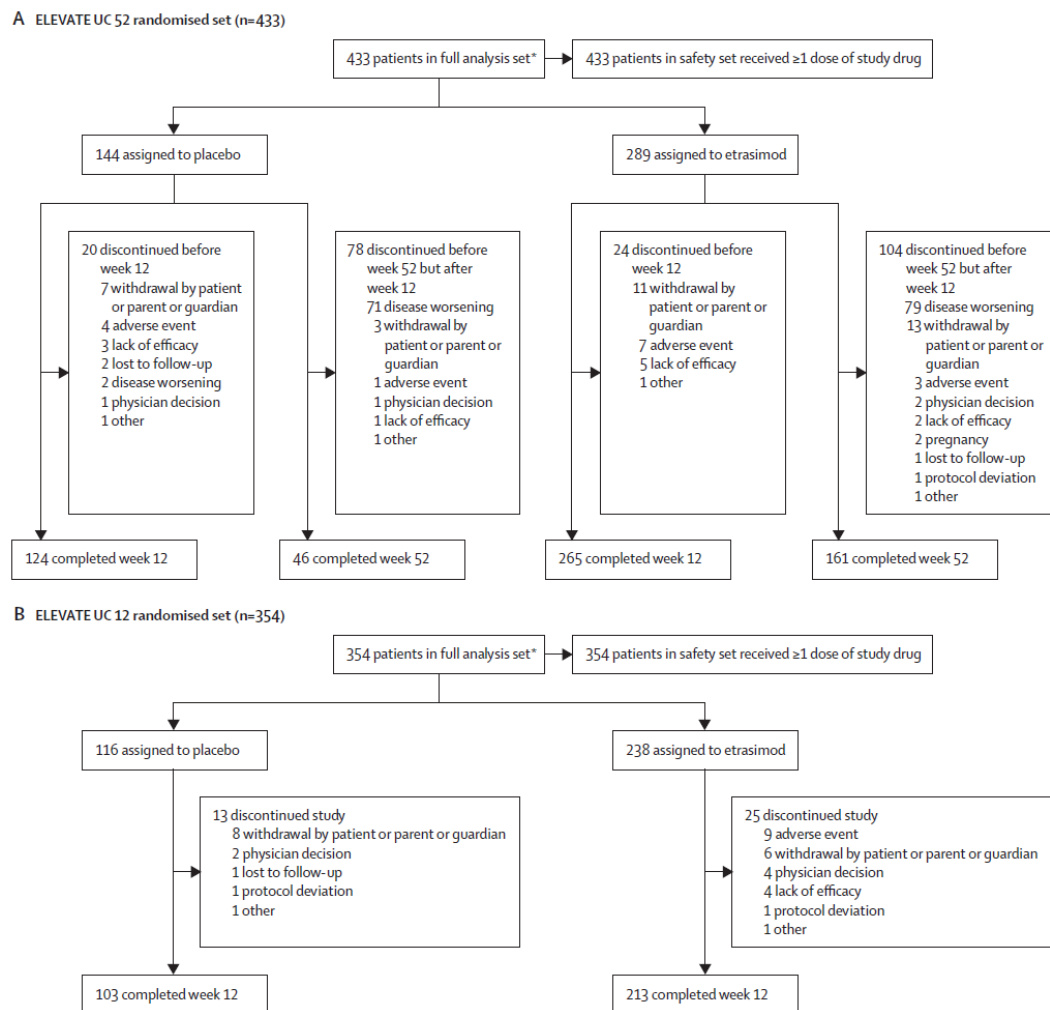 A ELEVATE UC 52 randomised set (n=433)
433 patients in full analysis set*
433 patients in safety set received ≥1 dose of study drug
144 assigned to placebo
289 assigned to etrasimod
20 discontinued before
week 12
7 withdrawal by patient
or parent or guardian
4 adverse event
3 lack of efficacy
2 lost to follow-up
2 disease worsening
1 physician decision
1 other
78 discontinued before
week 52 but after
week 12
71 disease worsening
3 withdrawal by
patient or parent or
guardian
1 adverse event
1 physician decision
1 lack of efficacy
1 other
24 discontinued before
week 12
11 withdrawal by
patient or parent or
guardian
7 adverse event
5 lack of efficacy
1 other
104 discontinued before
week 52 but after
week 12
79 disease worsening
13 withdrawal by
patient or parent or
guardian
3 adverse event
2 physician decision
2 lack of efficacy
2 pregnancy
1 lost to follow-up
1 protocol deviation
1 other
124 completed week 12
46 completed week 52
265 completed week 12
161 completed week 52
B ELEVATE UC 12 randomised set (n=354)
354 patients in full analysis set*
354 patients in safety set received ≥1 dose of study drug
116 assigned to placebo
238 assigned to etrasimod
13 discontinued study
8 withdrawal by patient or parent or guardian
2 physician decision
1 lost to follow-up
1 protocol deviation
1 other
25 discontinued study
9 adverse event
6 withdrawal by patient or parent or guardian
4 physician decision
4 lack of efficacy
1 protocol deviation
1 other
103 completed week 12
213 completed week 12